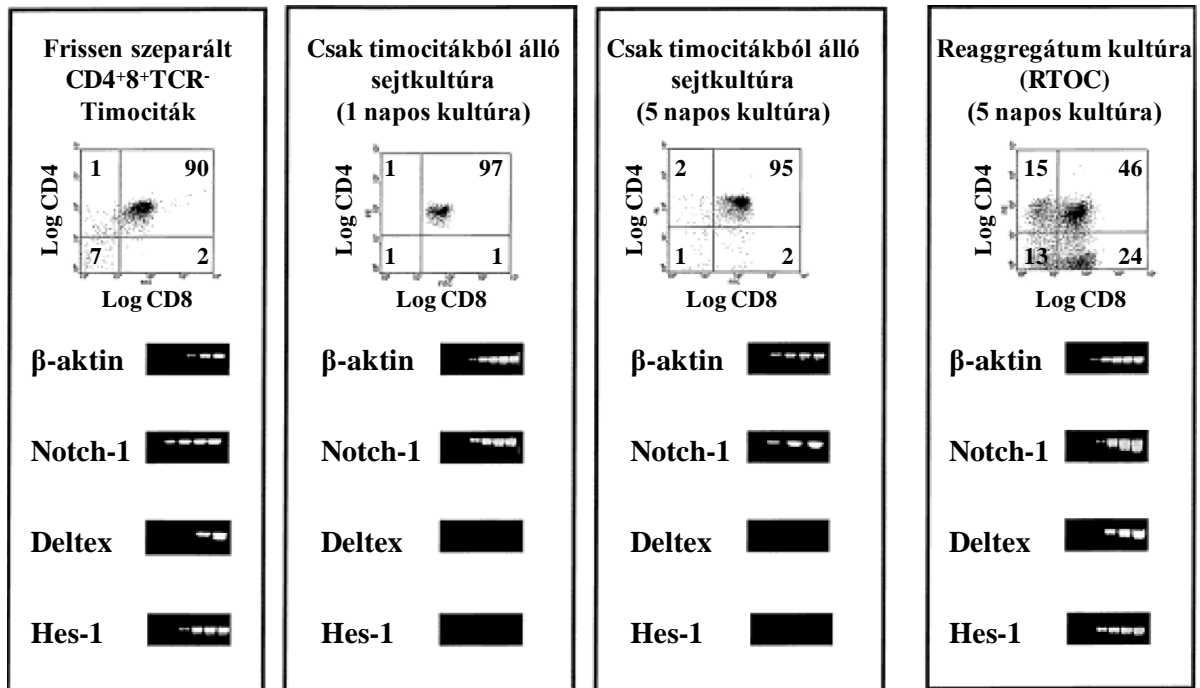 Frissen szeparált
CD4+8+TCR-
Timociták
1 90
7 2
Log CD4
Log CD8
β-aktin
Notch-1
Deltex
Hes-1
Csak timocitákból álló
sejtkultúra
(1 napos kultúra)
1 97
1 1
Log CD4
Log CD8
β-aktin
Notch-1
Deltex
Hes-1
Csak timocitákból álló
sejtkultúra
(5 napos kultúra)
2 95
1 2
Log CD4
Log CD8
β-aktin
Notch-1
Deltex
Hes-1
Reaggregátum kultúra
(RTOC)
(5 napos kultúra)
15 46
13 24
Log CD4
Log CD8
β-aktin
Notch-1
Deltex
Hes-1